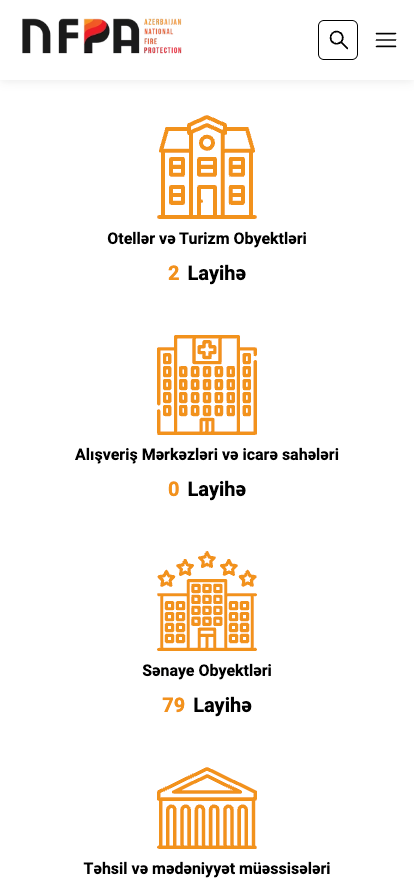 NFPA
AZERBAIJAN
NATIONAL
FIRE
PROTECTION
Otellər və Turizm Obyektləri
2 Layihə
Alışveriş Mərkəzləri və icarə sahələri
0 Layihə
Sənaye Obyektləri
79 Layihə
Təhsil və mədəniyyət müəssisələri